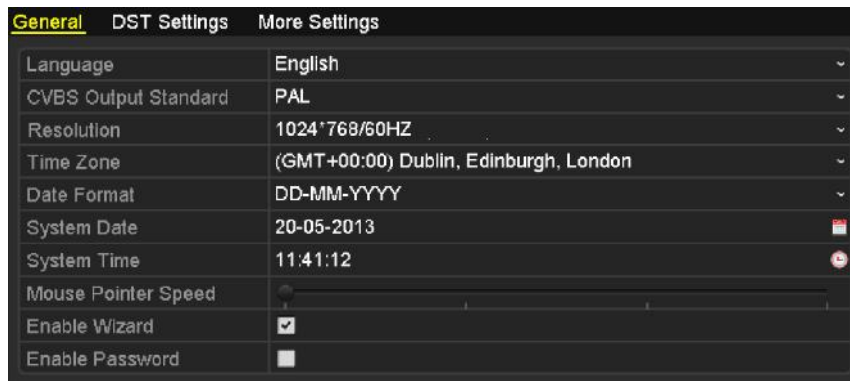 General DST Settings More Settings
Language English
CVBS Output Standard PAL
Resolution 1024*768/60HZ
Time Zone (GMT+00:00) Dublin, Edinburgh, London
Date Format DD-MM-YYYY
System Date 20-05-2013
System Time 11:41:12
Mouse Pointer Speed
Enable Wizard
Enable Password